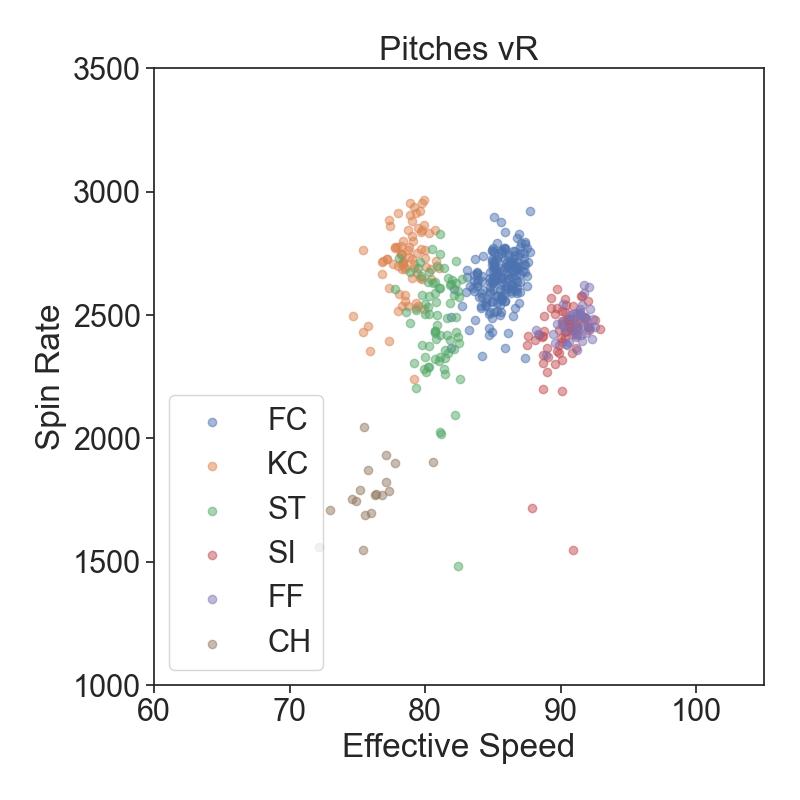 Pitches vR
3500
3000
2500
2000
1500
1000
Spin Rate
FC
KC
ST
SI
FF
CH
60 70 80 90 100
Effective Speed